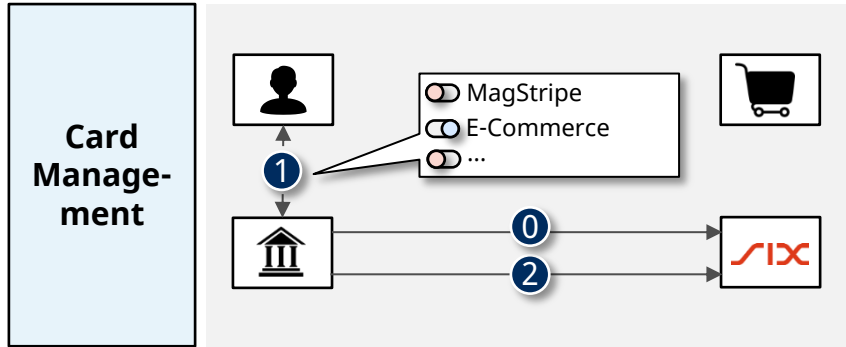 Card
Manage-
ment
MagStripe
E-Commerce
...
1
0
2
SIX